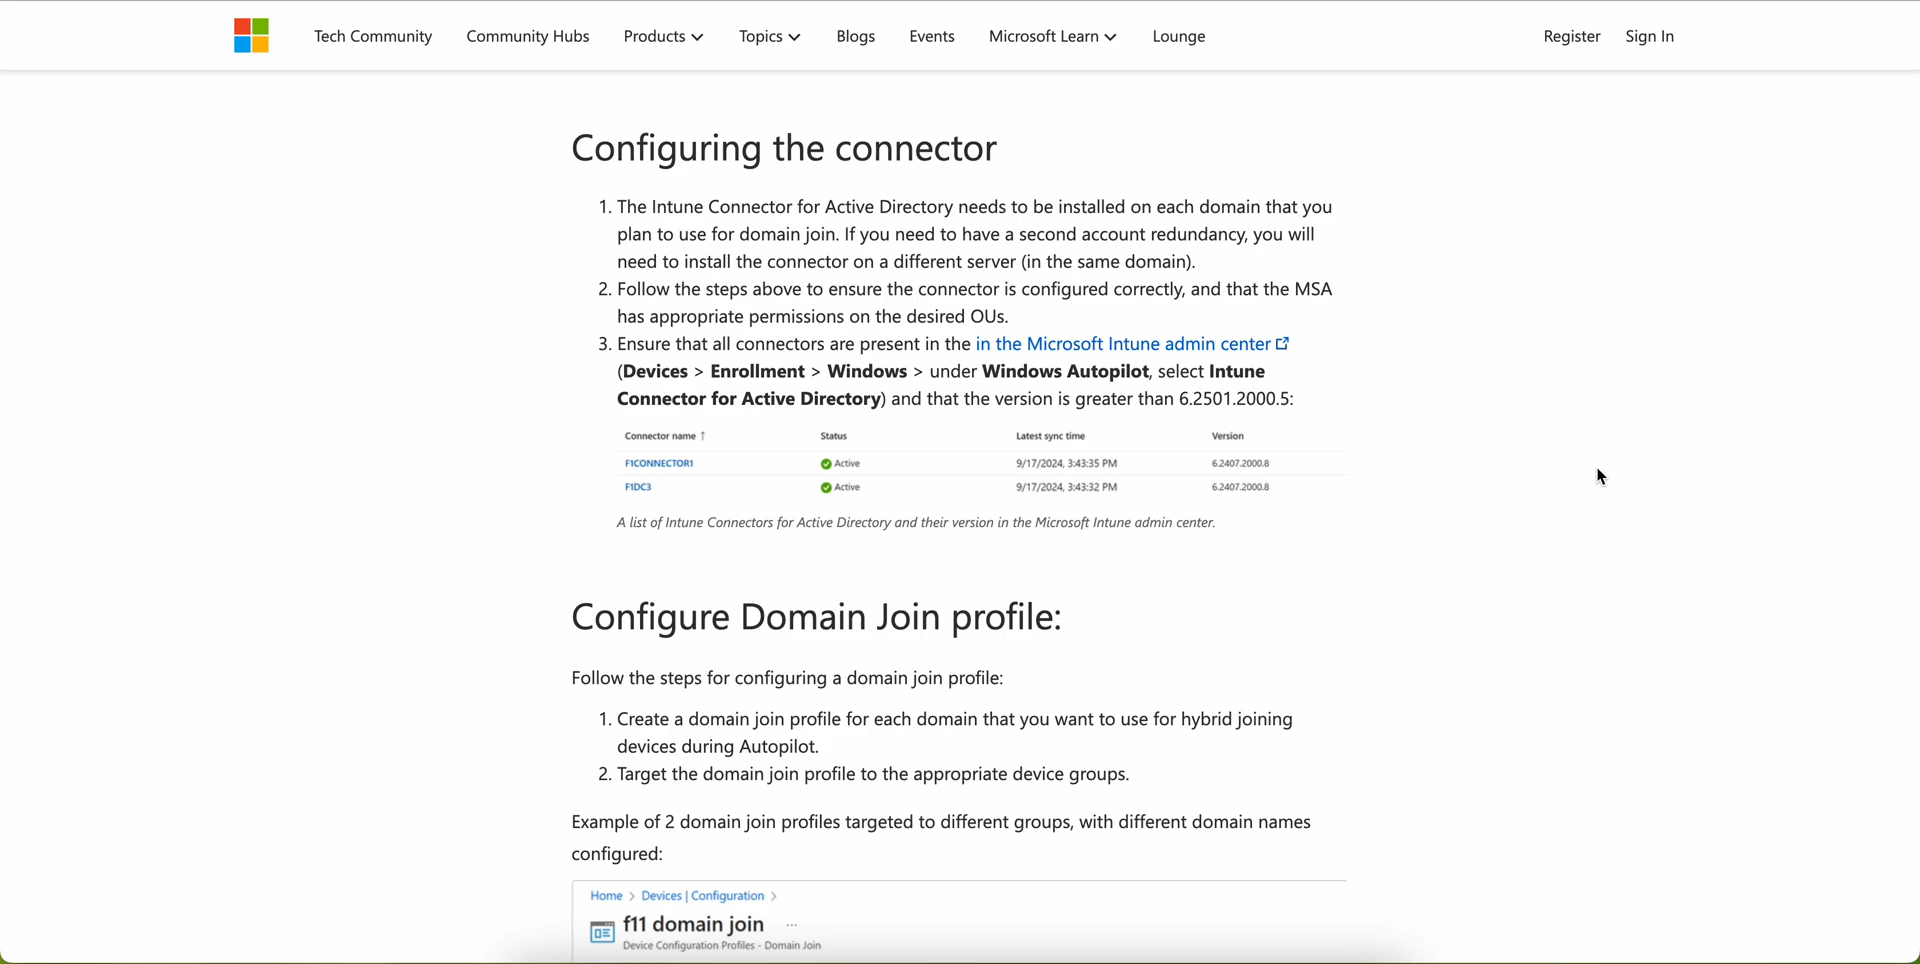 Tech Community Community Hubs Products Topics Blogs Events Microsoft Learn Lounge Register Sign In
Configuring the connector
1. The Intune Connector for Active Directory needs to be installed on each domain that you
plan to use for domain join. If you need to have a second account redundancy, you will
need to install the connector on a different server (in the same domain).
2. Follow the steps above to ensure the connector is configured correctly, and that the MSA
has appropriate permissions on the desired OUs.
3. Ensure that all connectors are present in the in the Microsoft Intune admin center
(Devices > Enrollment > Windows > under Windows Autopilot, select Intune
Connector for Active Directory) and that the version is greater than 6.2501.2000.5:
Connector name ↑ Status Latest sync time Version
F1CONNECTOR1 Active 9/17/2024, 3:43:35 PM 6.2407.2000.8
F1DC3 Active 9/17/2024, 3:43:32 PM 6.2407.2000.8
A list of Intune Connectors for Active Directory and their version in the Microsoft Intune admin center.
Configure Domain Join profile:
Follow the steps for configuring a domain join profile:
1. Create a domain join profile for each domain that you want to use for hybrid joining
devices during Autopilot.
2. Target the domain join profile to the appropriate device groups.
Example of 2 domain join profiles targeted to different groups, with different domain names
configured:
Home > Devices | Configuration >
f11 domain join ...
Device Configuration Profiles - Domain Join